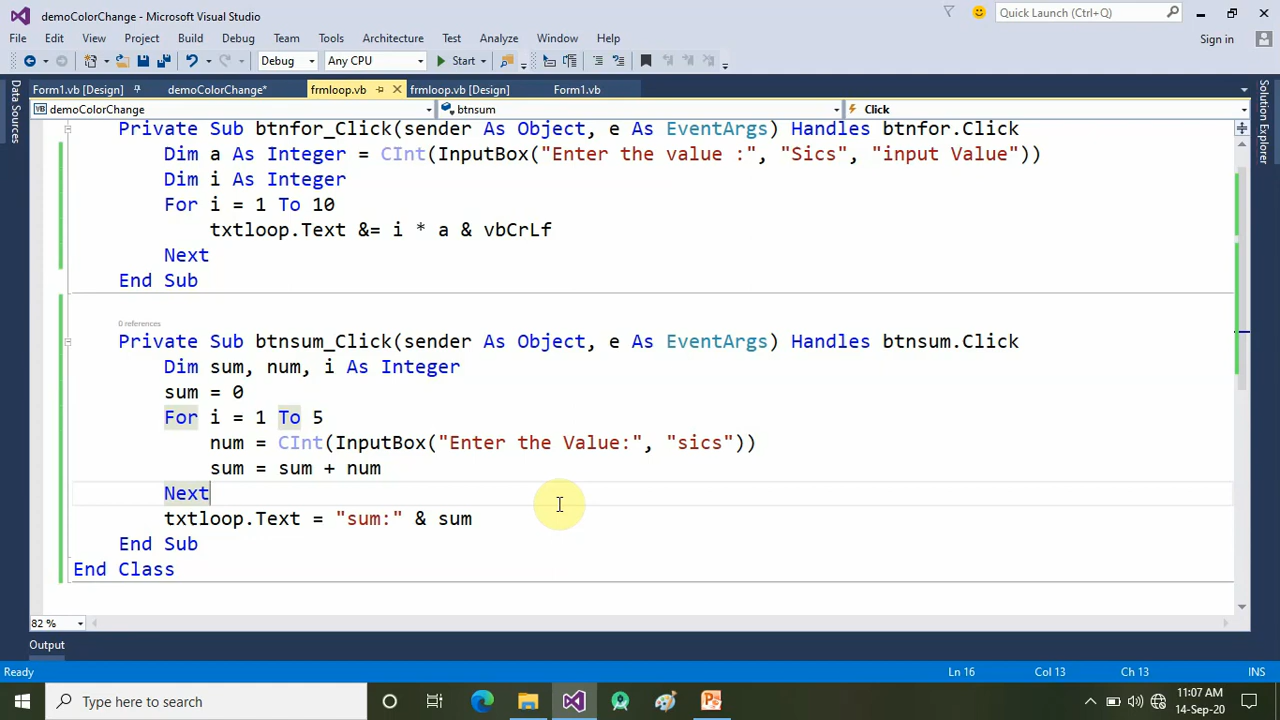 demoColorChange - Microsoft Visual Studio
Quick Launch (Ctrl+Q)
File Edit View Project Build Debug Team Tools Architecture Test Analyze Window Help
Sign in
Debug Any CPU Start
Form1.vb [Design] demoColorChange* frmloop.vb frmloop.vb [Design] Form1.vb
demoColorChange btnsum Click
Data Sources
Solution Explorer
Private Sub btnfor_Click(sender As Object, e As EventArgs) Handles btnfor.Click
Dim a As Integer = CInt(InputBox("Enter the value :", "Sics", "input Value"))
Dim i As Integer
For i = 1 To 10
txtloop.Text &= i * a & vbCrLf
Next
End Sub
0 references
Private Sub btnsum_Click(sender As Object, e As EventArgs) Handles btnsum.Click
Dim sum, num, i As Integer
sum = 0
For i = 1 To 5
num = CInt(InputBox("Enter the Value:", "sics"))
sum = sum + num
Next
txtloop.Text = "sum:" & sum
End Sub
End Class
82 %
Output
Ready Ln 16 Col 13 Ch 13 INS
Type here to search
11:07 AM
14-Sep-20